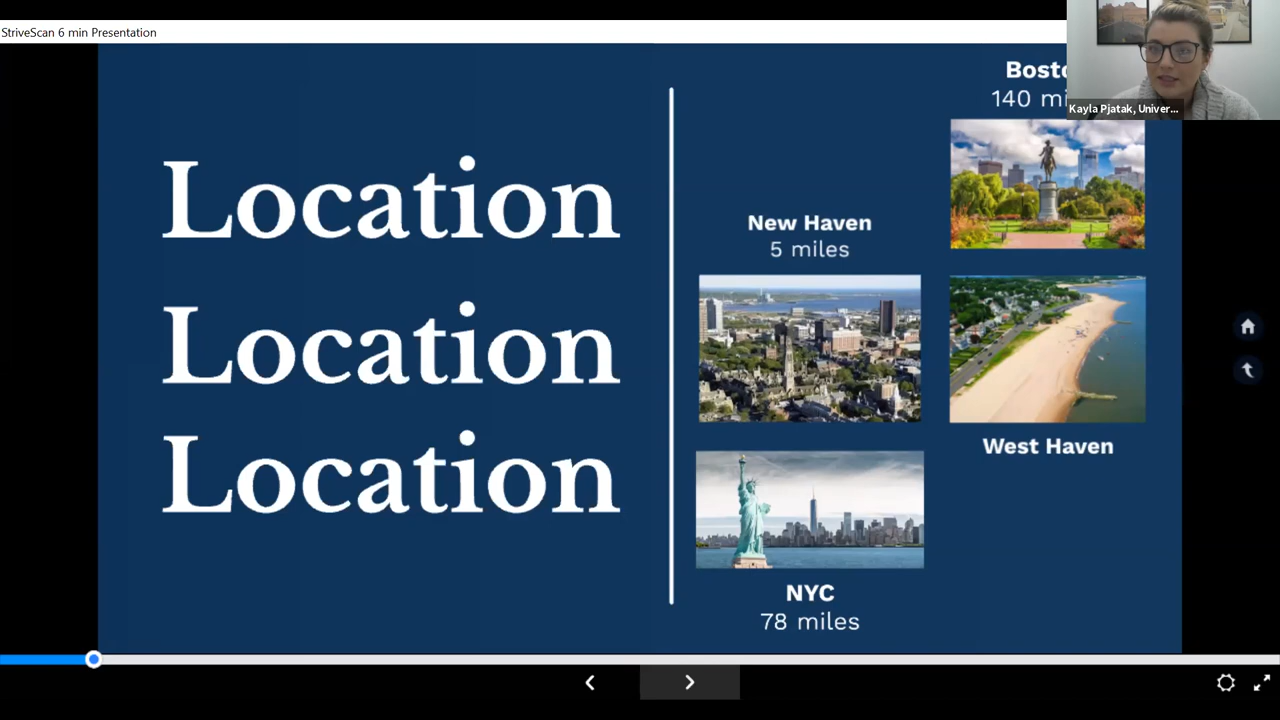 StriveScan 6 min Presentation
Location
Location
Location
140
New Haven
5 miles
West Haven
NYC
78 miles
Kayla Pjatak, Univer...